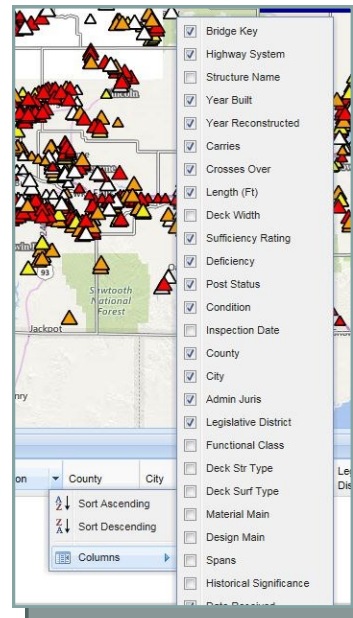 Bridge Key
Highway System
Structure Name
Year Built
Year Reconstructed
Carries
Crosses Over
Length (Ft)
Deck Width
Sufficiency Rating
Deficiency
Post Status
Condition
Inspection Date
County
City
Admin Juris
Legislative District
Functional Class
Deck Str Type
Deck Surf Type
Material Main
Design Main
Spans
Historical Significance
Date Received
Lincoln
93
Sawtooth
National
Forest
Jackpot
County City
Sort Ascending
Sort Descending
Columns